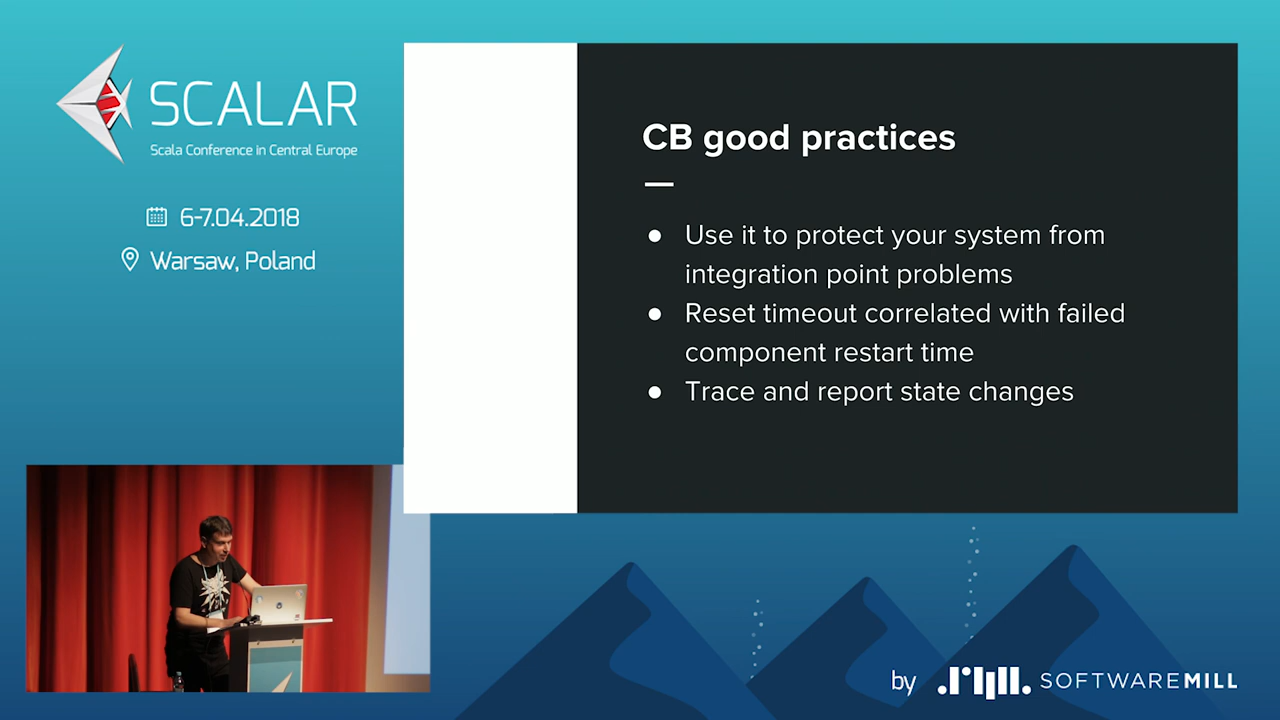 SCALAR
Scala Conference in Central Europe
6-7.04.2018
Warsaw, Poland
CB good practices
● Use it to protect your system from
integration point problems
● Reset timeout correlated with failed
component restart time
● Trace and report state changes
by SOFTWAREMILL